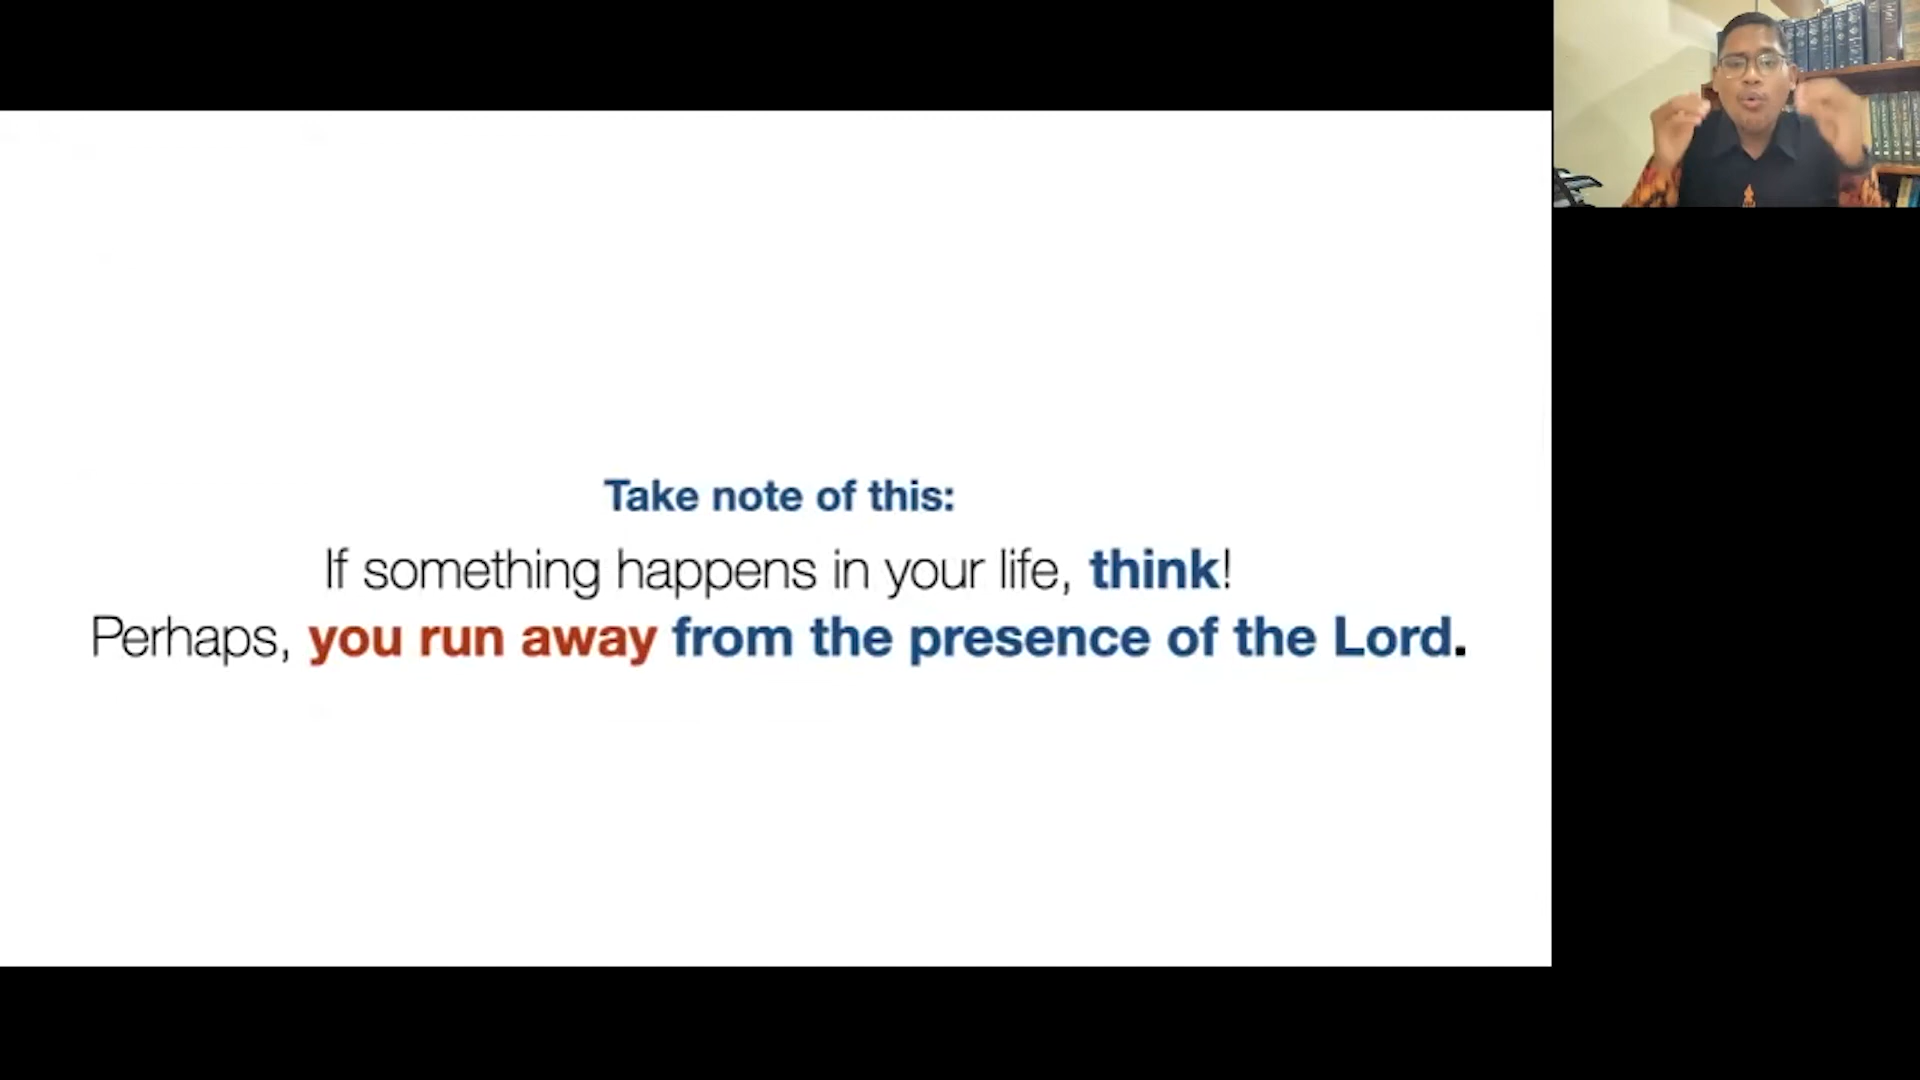 Take note of this:
If something happens in your life, think!
Perhaps, you run away from the presence of the Lord.